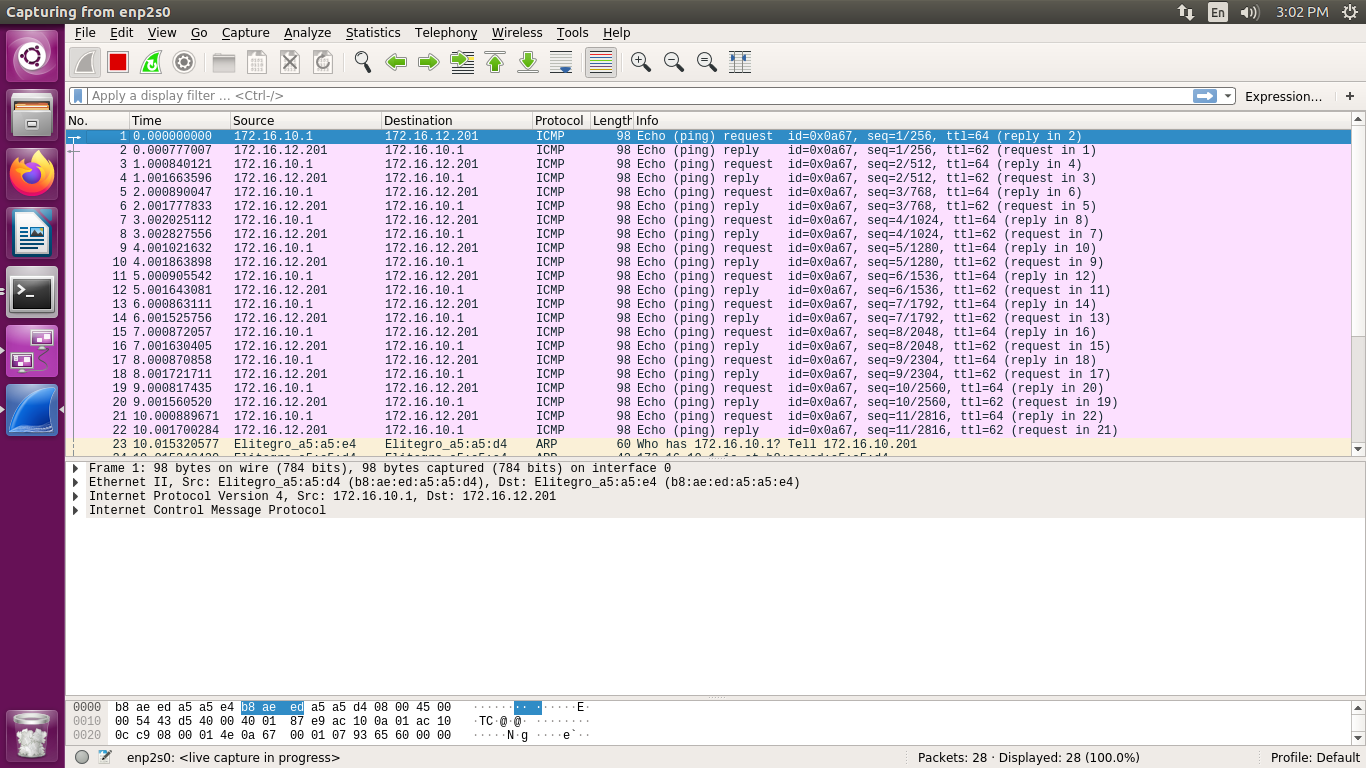 Capturing from enp2s0
En
3:02 PM
File Edit View Go Capture Analyze Statistics Telephony Wireless Tools Help
Apply a display filter ... <Ctrl-/>
Expression…
+
No. Time Source Destination Protocol Length Info
1 0.000000000 172.16.10.1 172.16.12.201 ICMP 98 Echo (ping) request id=0x0a67, seq=1/256, ttl=64 (reply in 2)
2 0.000777007 172.16.12.201 172.16.10.1 ICMP 98 Echo (ping) reply id=0x0a67, seq=1/256, ttl=62 (request in 1)
3 1.000840121 172.16.10.1 172.16.12.201 ICMP 98 Echo (ping) request id=0x0a67, seq=2/512, ttl=64 (reply in 4)
4 1.001663596 172.16.12.201 172.16.10.1 ICMP 98 Echo (ping) reply id=0x0a67, seq=2/512, ttl=62 (request in 3)
5 2.000890047 172.16.10.1 172.16.12.201 ICMP 98 Echo (ping) request id=0x0a67, seq=3/768, ttl=64 (reply in 6)
6 2.001777833 172.16.12.201 172.16.10.1 ICMP 98 Echo (ping) reply id=0x0a67, seq=3/768, ttl=62 (request in 5)
7 3.002025112 172.16.10.1 172.16.12.201 ICMP 98 Echo (ping) request id=0x0a67, seq=4/1024, ttl=64 (reply in 8)
8 3.002827556 172.16.12.201 172.16.10.1 ICMP 98 Echo (ping) reply id=0x0a67, seq=4/1024, ttl=62 (request in 7)
9 4.001021632 172.16.10.1 172.16.12.201 ICMP 98 Echo (ping) request id=0x0a67, seq=5/1280, ttl=64 (reply in 10)
10 4.001863898 172.16.12.201 172.16.10.1 ICMP 98 Echo (ping) reply id=0x0a67, seq=5/1280, ttl=62 (request in 9)
11 5.000905542 172.16.10.1 172.16.12.201 ICMP 98 Echo (ping) request id=0x0a67, seq=6/1536, ttl=64 (reply in 12)
12 5.001643081 172.16.12.201 172.16.10.1 ICMP 98 Echo (ping) reply id=0x0a67, seq=6/1536, ttl=62 (request in 11)
13 6.000863111 172.16.10.1 172.16.12.201 ICMP 98 Echo (ping) request id=0x0a67, seq=7/1792, ttl=64 (reply in 14)
14 6.001525756 172.16.12.201 172.16.10.1 ICMP 98 Echo (ping) reply id=0x0a67, seq=7/1792, ttl=62 (request in 13)
15 7.000872057 172.16.10.1 172.16.12.201 ICMP 98 Echo (ping) request id=0x0a67, seq=8/2048, ttl=64 (reply in 16)
16 7.001630405 172.16.12.201 172.16.10.1 ICMP 98 Echo (ping) reply id=0x0a67, seq=8/2048, ttl=62 (request in 15)
17 8.000870858 172.16.10.1 172.16.12.201 ICMP 98 Echo (ping) request id=0x0a67, seq=9/2304, ttl=64 (reply in 18)
18 8.001721711 172.16.12.201 172.16.10.1 ICMP 98 Echo (ping) reply id=0x0a67, seq=9/2304, ttl=62 (request in 17)
19 9.000817435 172.16.10.1 172.16.12.201 ICMP 98 Echo (ping) request id=0x0a67, seq=10/2560, ttl=64 (reply in 20)
20 9.001560520 172.16.12.201 172.16.10.1 ICMP 98 Echo (ping) reply id=0x0a67, seq=10/2560, ttl=62 (request in 19)
21 10.000889671 172.16.10.1 172.16.12.201 ICMP 98 Echo (ping) request id=0x0a67, seq=11/2816, ttl=64 (reply in 22)
22 10.001700284 172.16.12.201 172.16.10.1 ICMP 98 Echo (ping) reply id=0x0a67, seq=11/2816, ttl=62 (request in 21)
23 10.015320577 Elitegro_a5:a5:e4 Elitegro_a5:a5:d4 ARP 60 Who has 172.16.10.1? Tell 172.16.10.201
Frame 1: 98 bytes on wire (784 bits), 98 bytes captured (784 bits) on interface 0
Ethernet II, Src: Elitegro_a5:a5:d4 (b8:ae:ed:a5:a5:d4), Dst: Elitegro_a5:a5:e4 (b8:ae:ed:a5:a5:e4)
Internet Protocol Version 4, Src: 172.16.10.1, Dst: 172.16.12.201
Internet Control Message Protocol
0000 b8 ae ed a5 a5 e4 b8 ae ed a5 a5 d4 08 00 45 00 ············ ··E·
0010 00 54 43 d5 40 00 40 01 87 e9 ac 10 0a 01 ac 10 ·TC·@·@· ········
0020 0c c9 08 00 01 4e 0a 67 00 01 07 93 65 60 00 00 ·····N·g ····e`··
enp2s0: <live capture in progress>
Packets: 28 · Displayed: 28 (100.0%)
Profile: Default